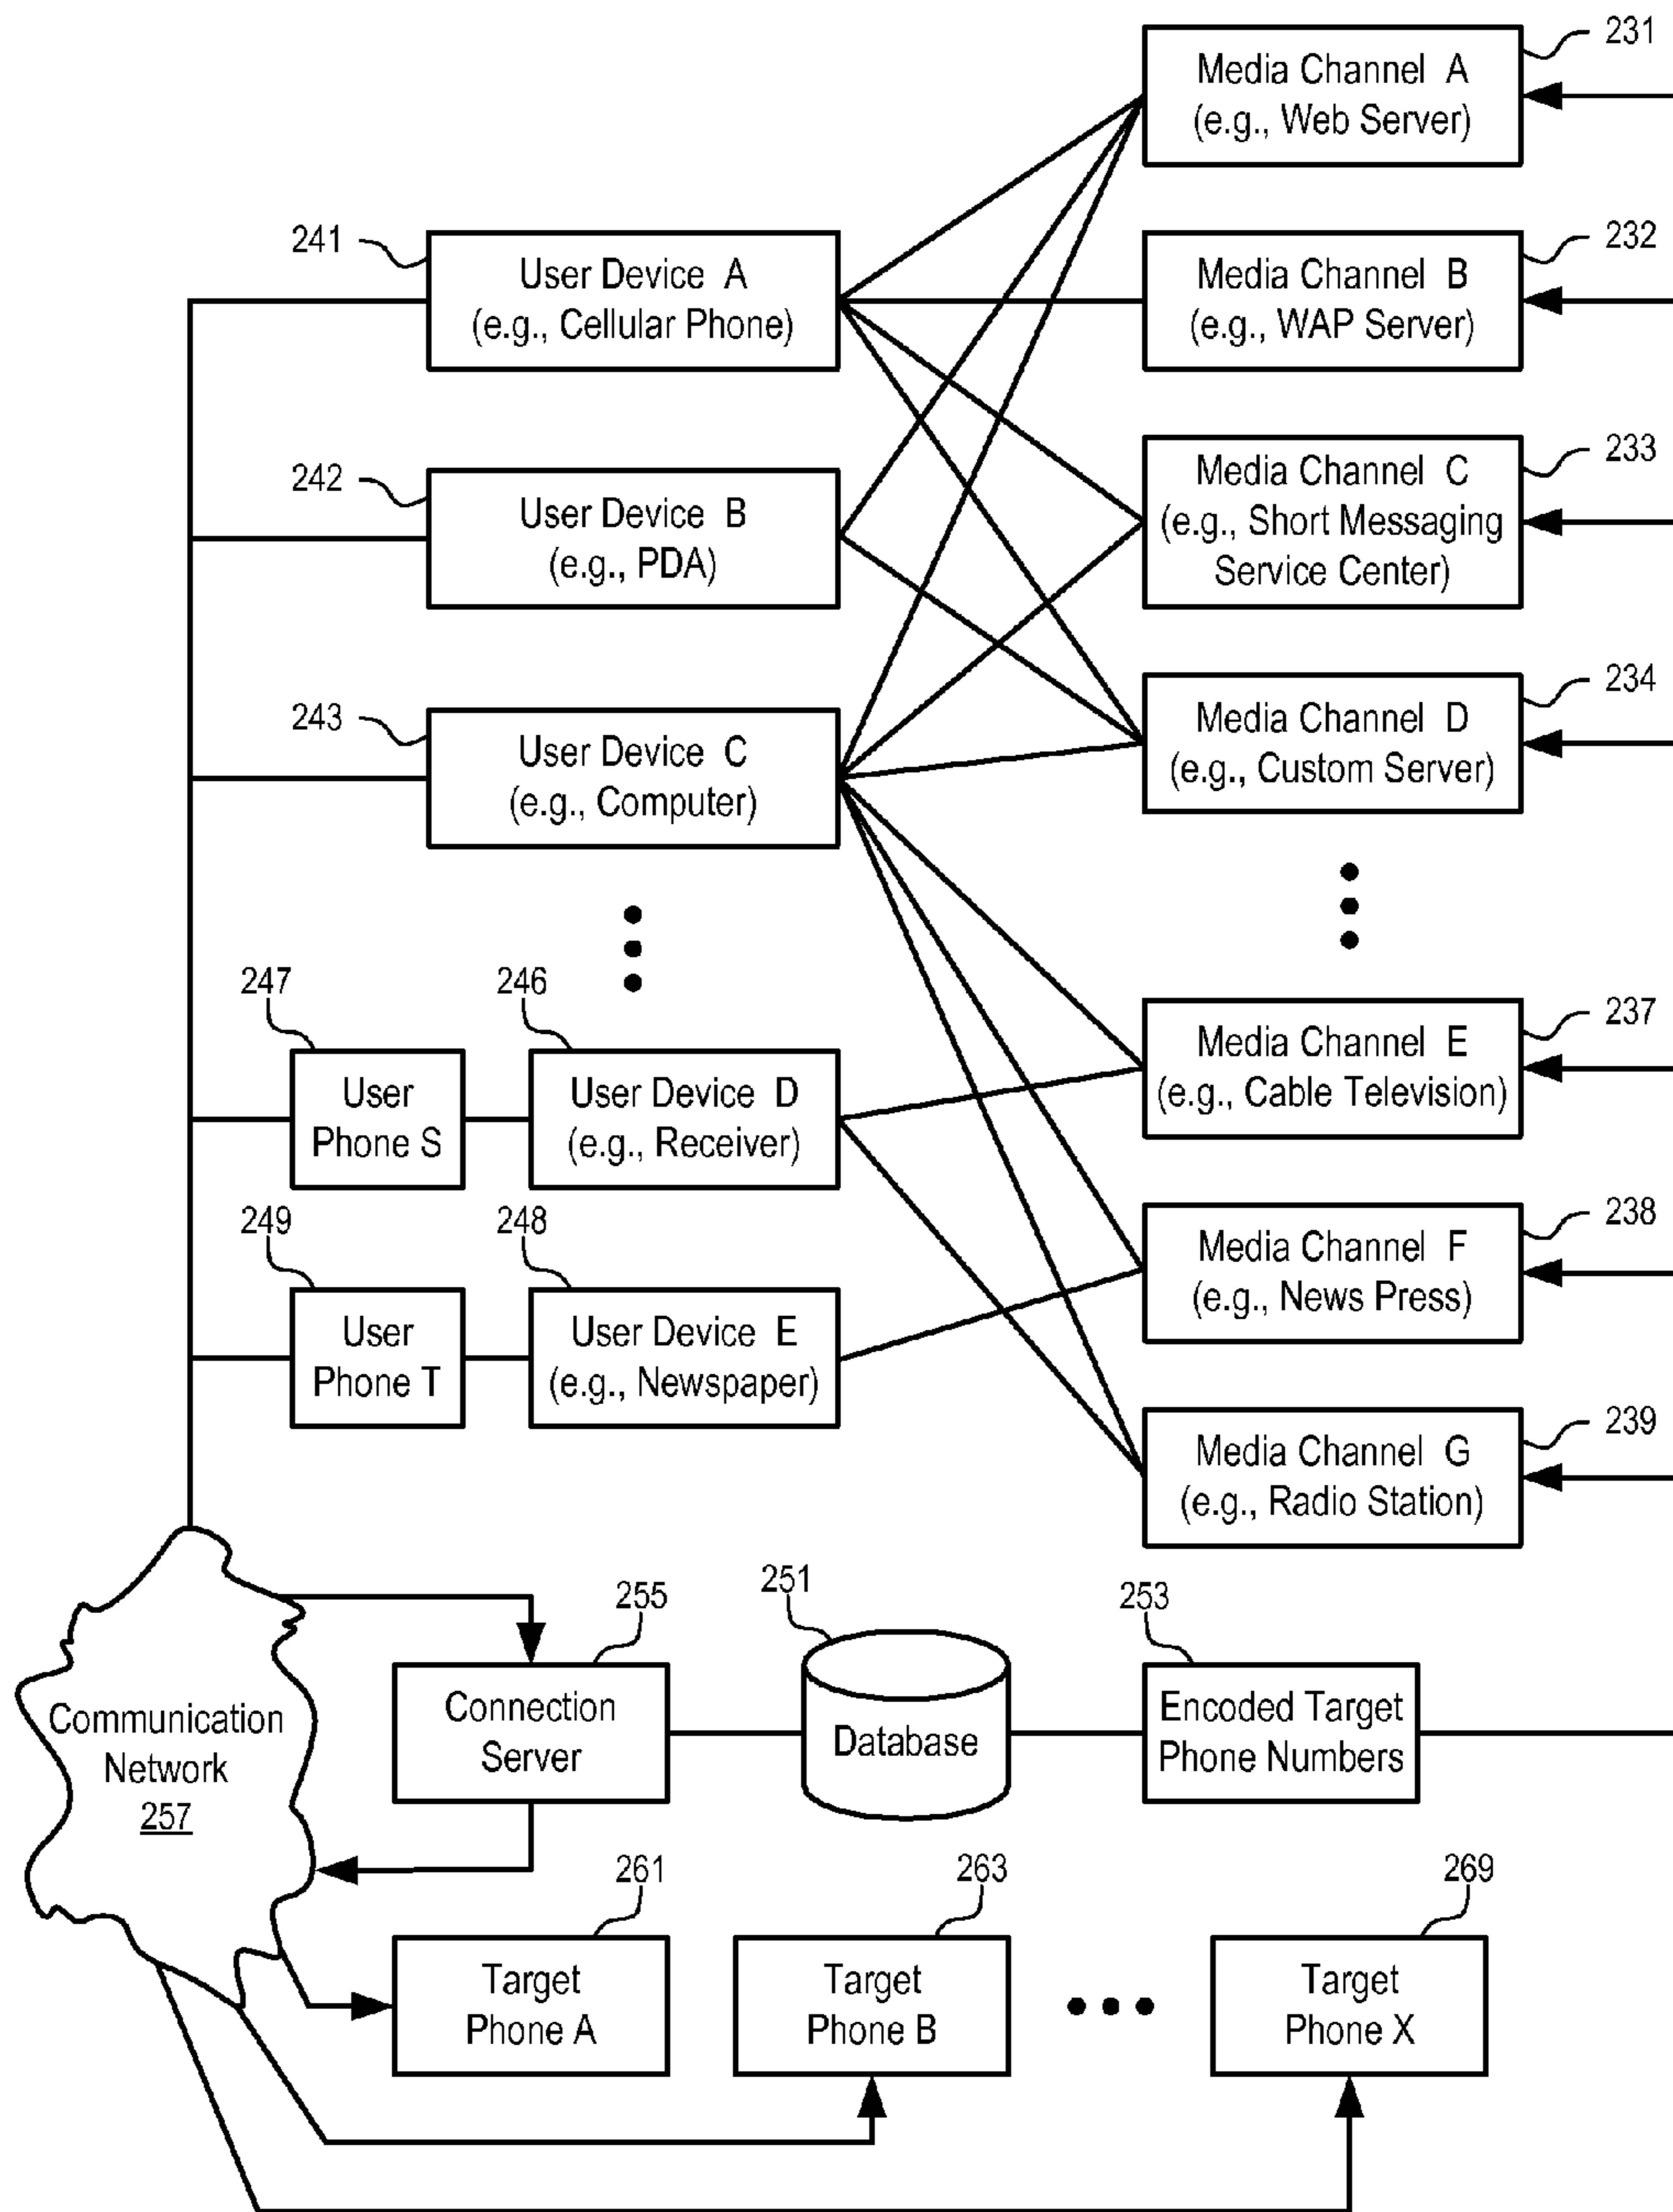 231
Media Channel A
(e.g., Web Server)
241
User Device A
(e.g., Cellular Phone)
232
Media Channel B
(e.g., WAP Server)
242
User Device B
(e.g., PDA)
233
Media Channel C
(e.g., Short Messaging
Service Center)
243
User Device C
(e.g., Computer)
234
Media Channel D
(e.g., Custom Server)
247
User
Phone S
246
User Device D
(e.g., Receiver)
237
Media Channel E
(e.g., Cable Television)
249
User
Phone T
248
User Device E
(e.g., Newspaper)
238
Media Channel F
(e.g., News Press)
239
Media Channel G
(e.g., Radio Station)
Communication
Network
257
255
Connection
Server
251
Database
253
Encoded Target
Phone Numbers
261
Target
Phone A
263
Target
Phone B
269
Target
Phone X